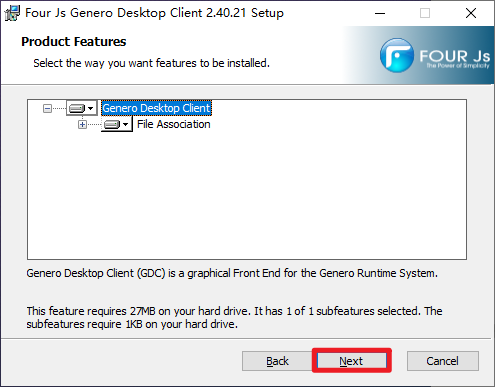 Four Js Genero Desktop Client 2.40.21 Setup
Product Features
Select the way you want features to be installed.
FOUR Js
The Power of Simplicity
Genero Desktop Client
File Association
Genero Desktop Client (GDC) is a graphical Front End for the Genero Runtime System.
This feature requires 27MB on your hard drive. It has 1 of 1 subfeatures selected. The
subfeatures require 1KB on your hard drive.
Back
Next
Cancel